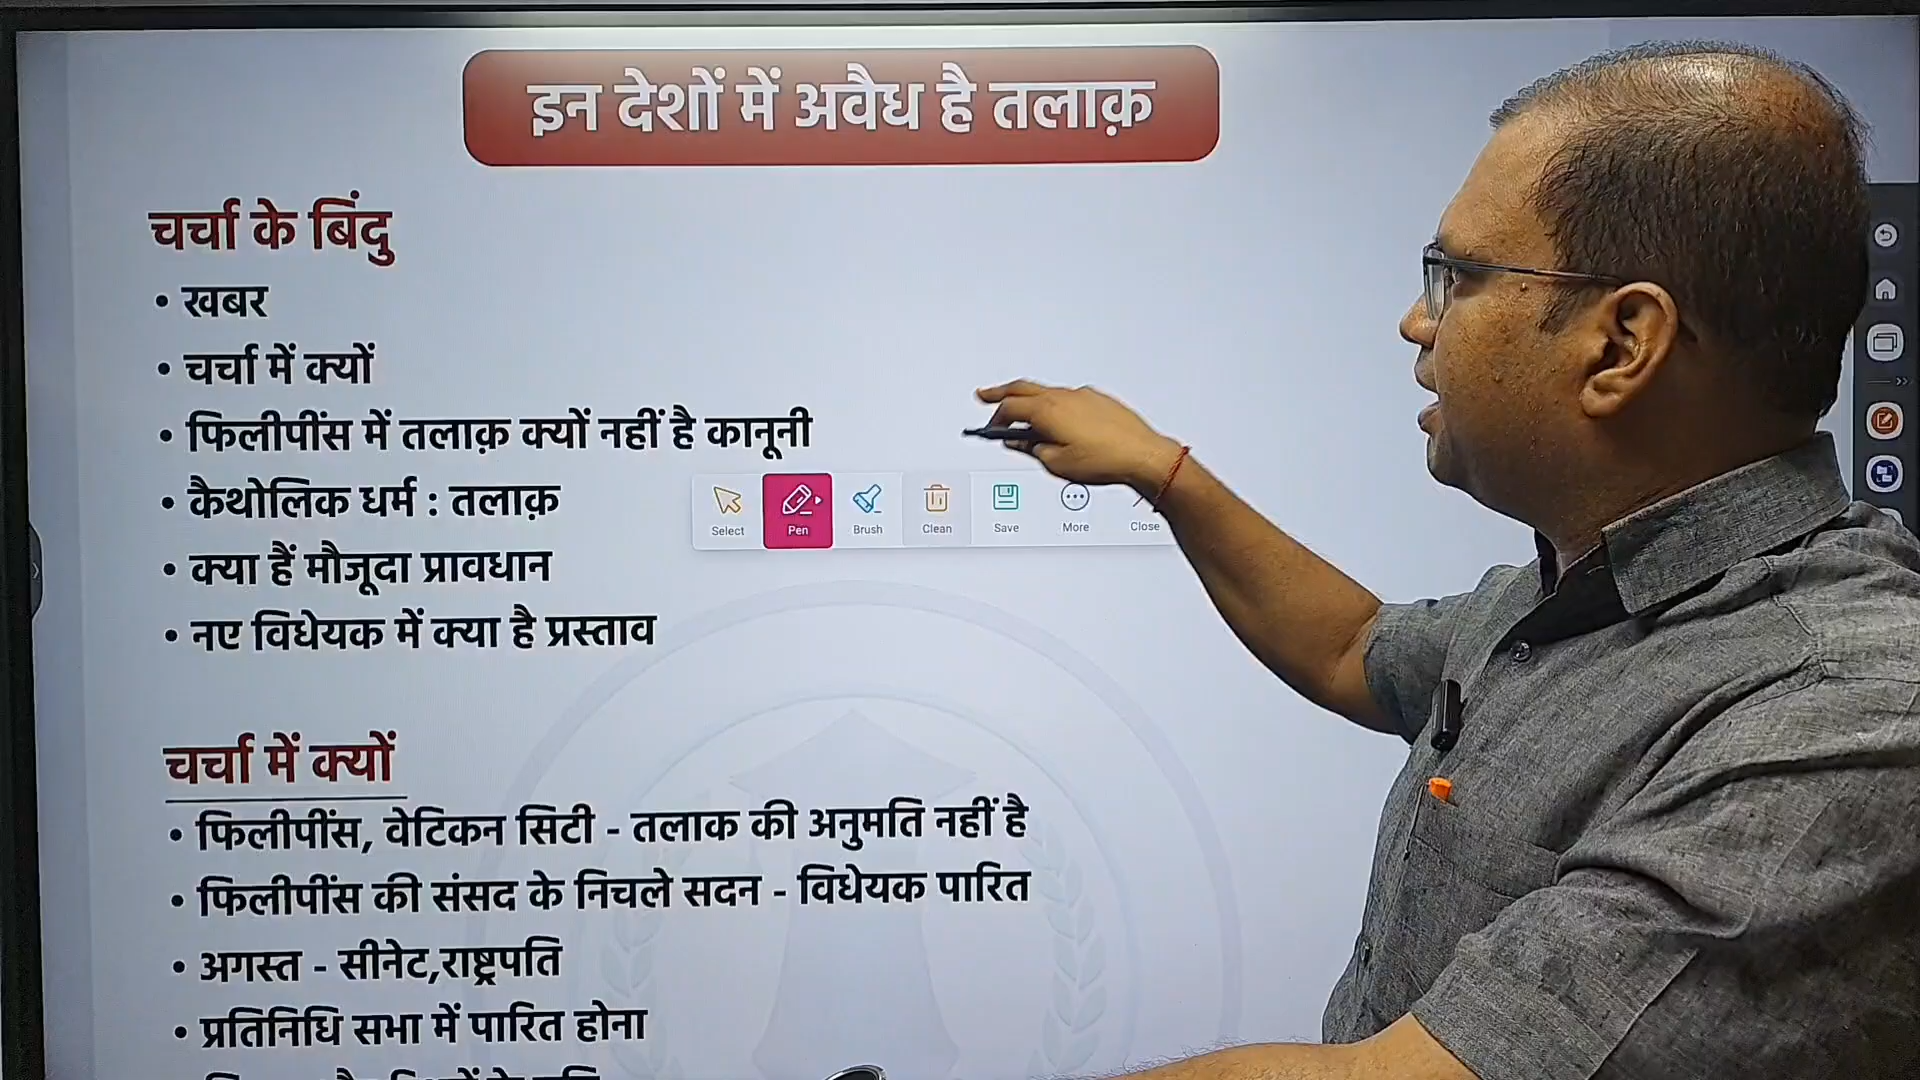 इन देशों में अवैध है तलाक़
चर्चा के बिंदु
• खबर
• चर्चा में क्यों
• फिलीपींस में तलाक़ क्यों नहीं है कानूनी
• कैथोलिक धर्म : तलाक़
Select Pen Brush Clean Save More Close
• क्या हैं मौजूदा प्रावधान
• नए विधेयक में क्या है प्रस्ताव
चर्चा में क्यों
• फिलीपींस, वेटिकन सिटी - तलाक की अनुमति नहीं है
• फिलीपींस की संसद के निचले सदन - विधेयक पारित
• अगस्त - सीनेट,राष्ट्रपति
• प्रतिनिधि सभा में पारित होना